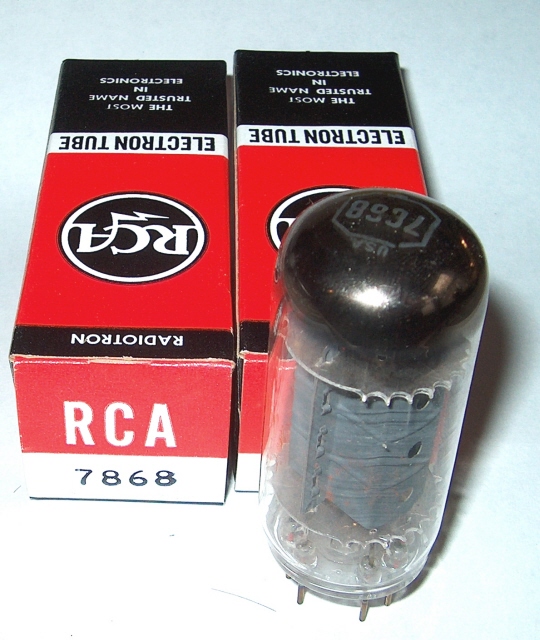 THE MOST
TRUSTED NAME
IN
ELECTRONICS
ELECTRON TUBE
RCA
RADIOTRON
RCA
7868
THE MOST
TRUSTED NAME
IN
ELECTRONICS
ELECTRON TUBE
7868
USA